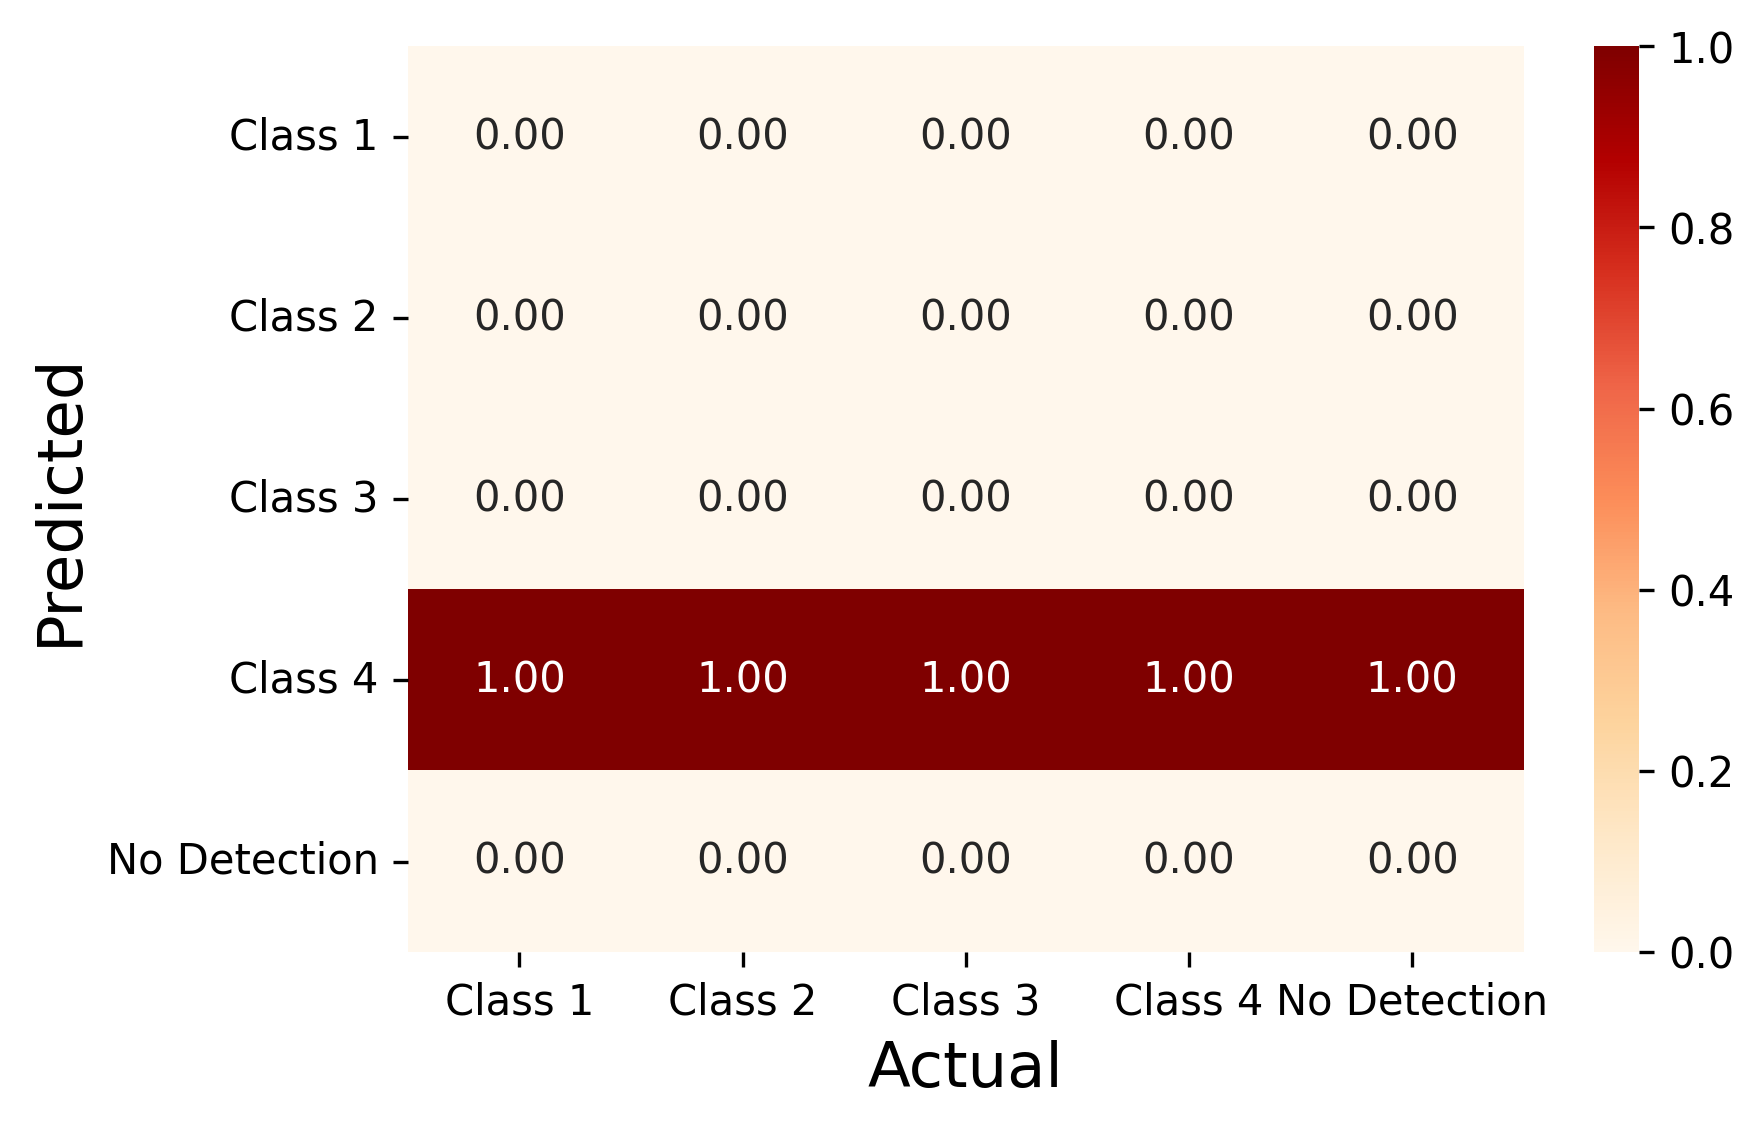 Predicted
Class 1 0.00 0.00 0.00 0.00 0.00
Class 2 0.00 0.00 0.00 0.00 0.00
Class 3 0.00 0.00 0.00 0.00 0.00
Class 4 1.00 1.00 1.00 1.00 1.00
No Detection 0.00 0.00 0.00 0.00 0.00
Class 1 Class 2 Class 3 Class 4 No Detection
Actual
1.0
0.8
0.6
0.4
0.2
0.0